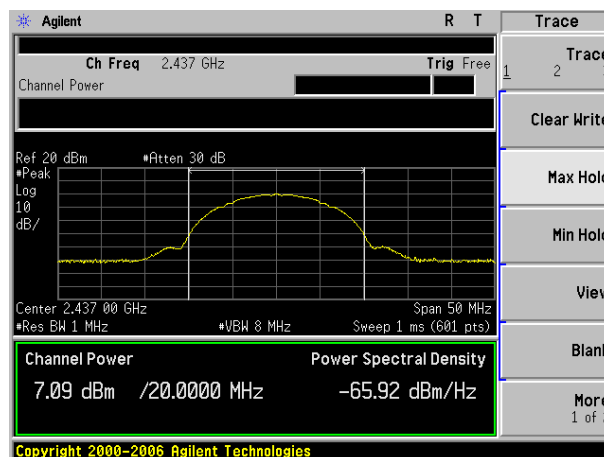 Agilent R T Trace
Ch Freq 2.437 GHz Trig Free
Channel Power
Trace
1 2
Clear Write
Max Hold
Min Hold
View
Blank
More
1 of
Ref 20 dBm #Atten 30 dB
#Peak
Log
10
dB/
Center 2.437 00 GHz Span 50 MHz
#Res BW 1 MHz #VBW 8 MHz Sweep 1 ms (601 pts)
Channel Power Power Spectral Density
7.09 dBm /20.0000 MHz -65.92 dBm/Hz
Copyright 2000-2006 Agilent Technologies